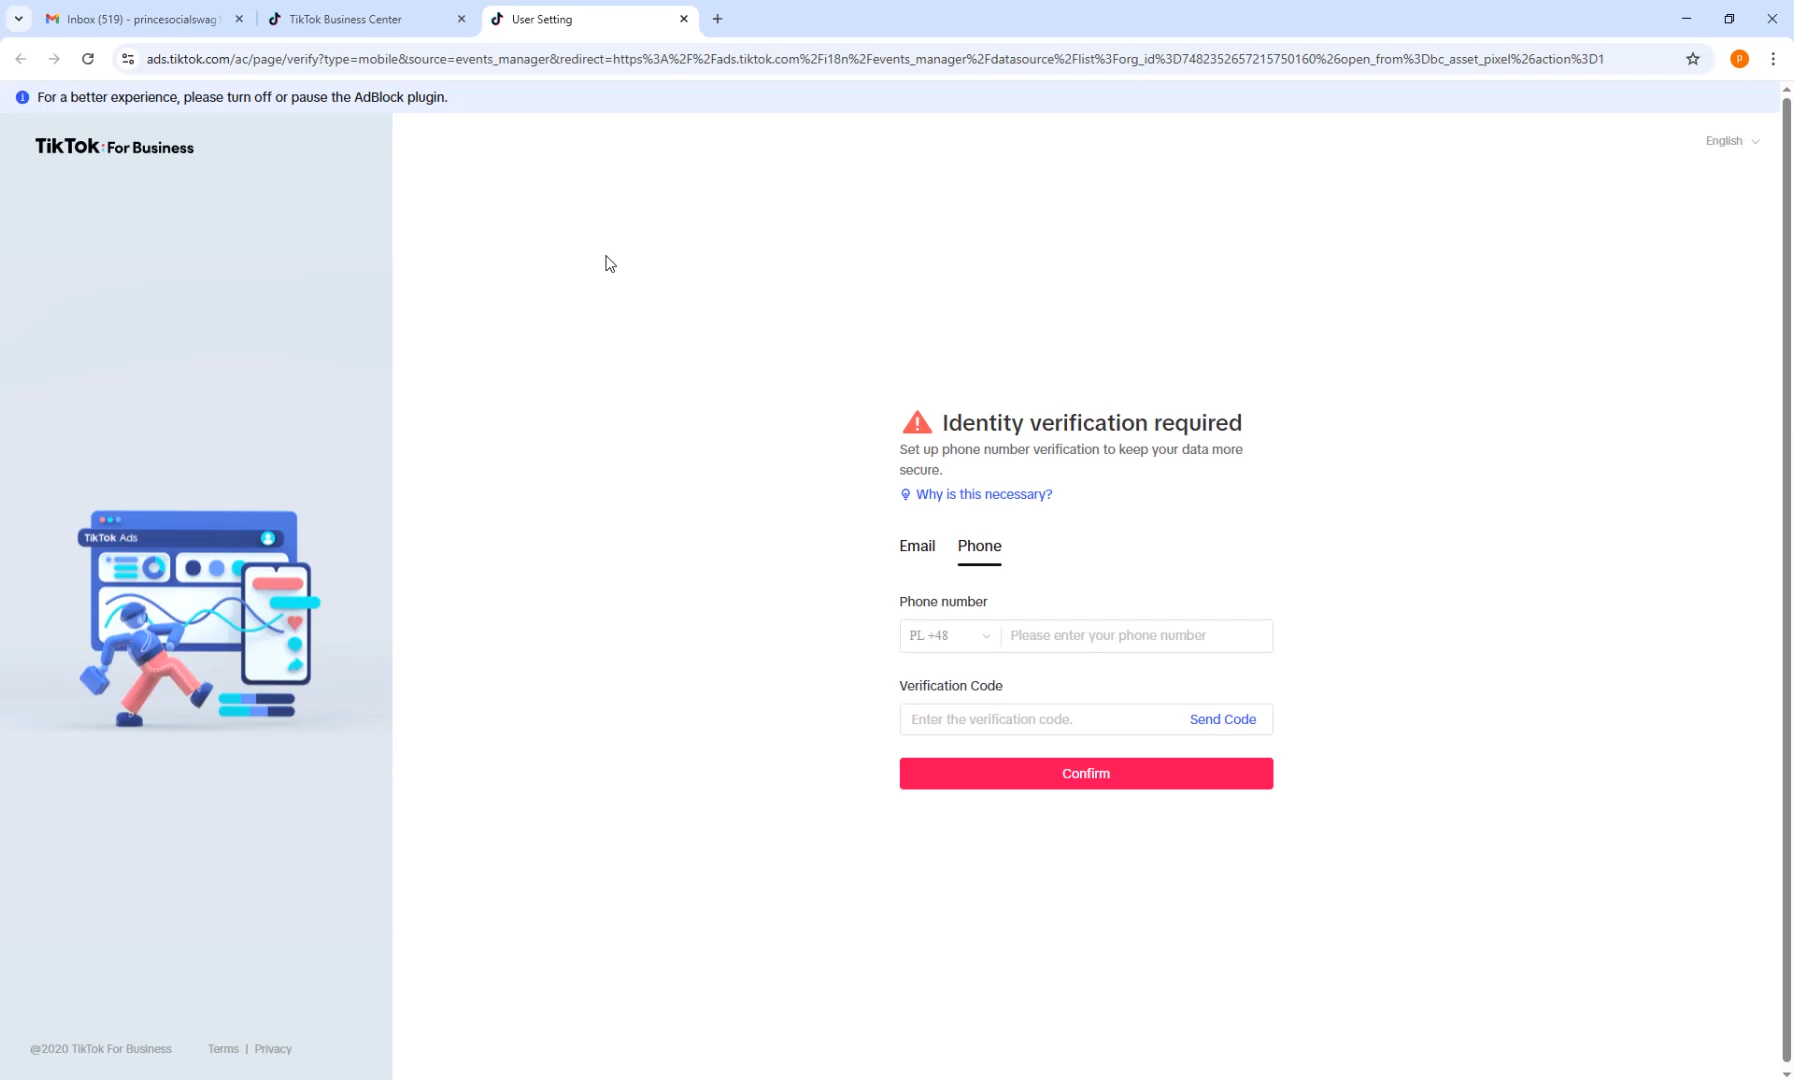 Inbox (519) - princesocialswag1
TikTok Business Center
User Setting
ads.tiktok.com/ac/page/verify?type=mobile&source=events_manager&redirect=https%3A%2F%2Fads.tiktok.com%2Fi18n%2Fevents_manager%2Fdatasource%2Flist%3Forg_id%3D7482352657215750160%26open_from%3Dbc_asset_pixel%26action%3D1
P
For a better experience, please turn off or pause the AdBlock plugin.
TikTok: For Business
English
Identity verification required
Set up phone number verification to keep your data more
secure.
Why is this necessary?
Email Phone
TikTok Ads
Phone number
PL +48 Please enter your phone number
Verification Code
Enter the verification code. Send Code
Confirm
@2020 TikTok For Business Terms | Privacy